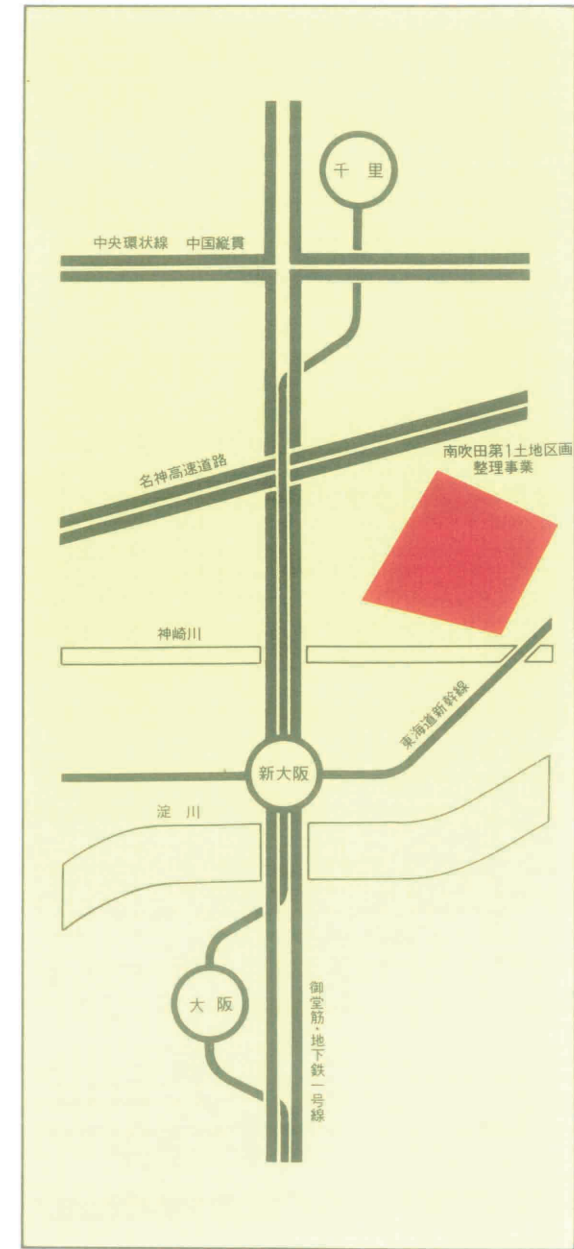 千里
中央環状線 中国縦貫
名神高速道路
南吹田第1土地区画
整理事業
神崎川
東海道新幹線
新大阪
淀川
大阪
御堂筋・地下鉄一号線